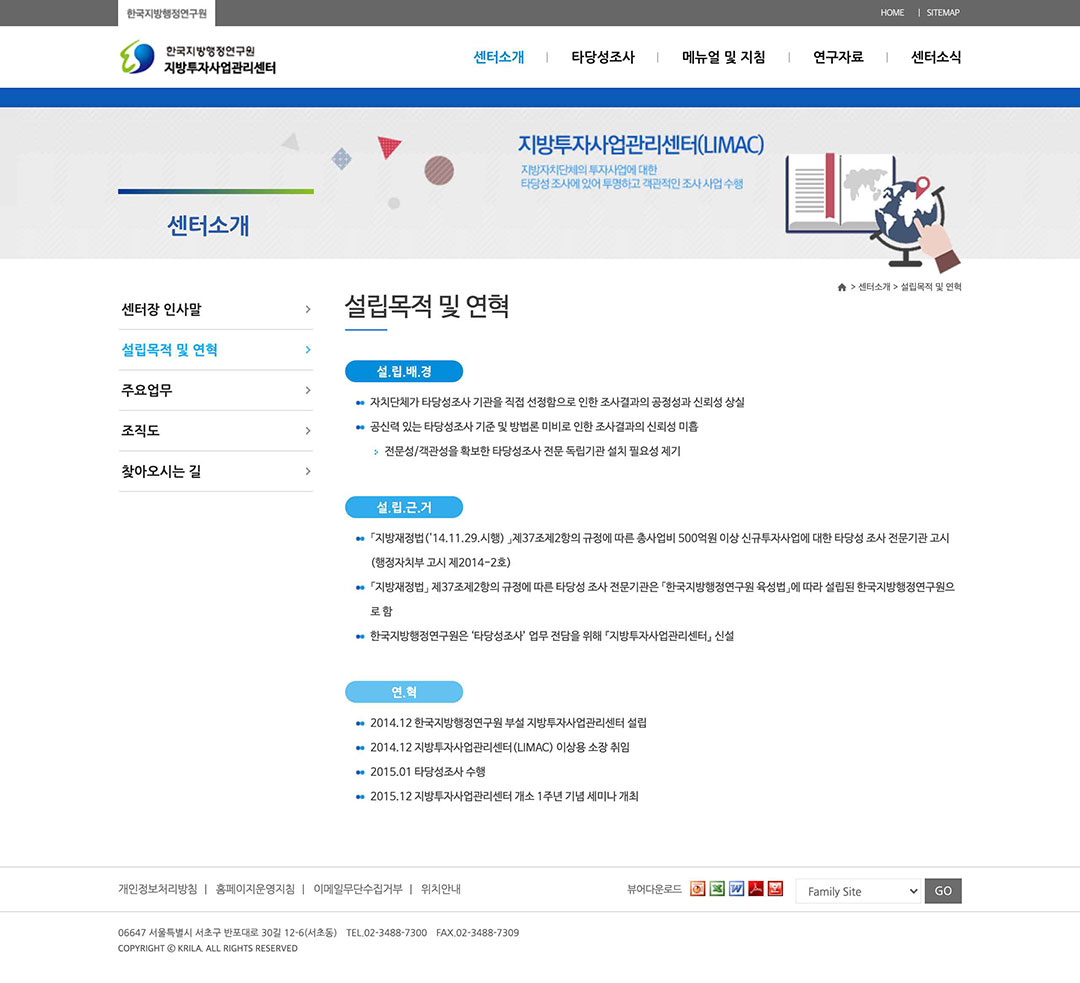 한국지방행정연구원
HOME | SITEMAP
한국지방행정연구원
지방투자사업관리센터
센터소개 | 타당성조사 | 메뉴얼 및 지침 | 연구자료 | 센터소식
지방투자사업관리센터(LIMAC)
지방자치단체의 투자사업에 대한
타당성 조사에 있어 투명하고 객관적인 조사 사업 수행
센터소개
> 센터소개 > 설립목적 및 연혁
센터장 인사말
설립목적 및 연혁
주요업무
조직도
찾아오시는 길
설립목적 및 연혁
설.립.배.경
자치단체가 타당성조사 기관을 직접 선정함으로 인한 조사결과의 공정성과 신뢰성 상실
공신력 있는 타당성조사 기준 및 방법론 미비로 인한 조사결과의 신뢰성 미흡
전문성/객관성을 확보한 타당성조사 전문 독립기관 설치 필요성 제기
설.립.근.거
「지방재정법(‘14.11.29.시행) 」제37조제2항의 규정에 따른 총사업비 500억원 이상 신규투자사업에 대한 타당성 조사 전문기관 고시
(행정자치부 고시 제2014-2호)
「지방재정법」 제37조제2항의 규정에 따른 타당성 조사 전문기관은 「한국지방행정연구원 육성법」에 따라 설립된 한국지방행정연구원으
로 함
한국지방행정연구원은 ‘타당성조사’ 업무 전담을 위해 「지방투자사업관리센터」 신설
연.혁
2014.12 한국지방행정연구원 부설 지방투자사업관리센터 설립
2014.12 지방투자사업관리센터(LIMAC) 이상용 소장 취임
2015.01 타당성조사 수행
2015.12 지방투자사업관리센터 개소 1주년 기념 세미나 개최
개인정보처리방침 | 홈페이지운영지침 | 이메일무단수집거부 | 위치안내
뷰어다운로드
Family Site
GO
06647 서울특별시 서초구 반포대로 30길 12-6(서초동) TEL.02-3488-7300 FAX.02-3488-7309
COPYRIGHT ⓒ KRILA. ALL RIGHTS RESERVED